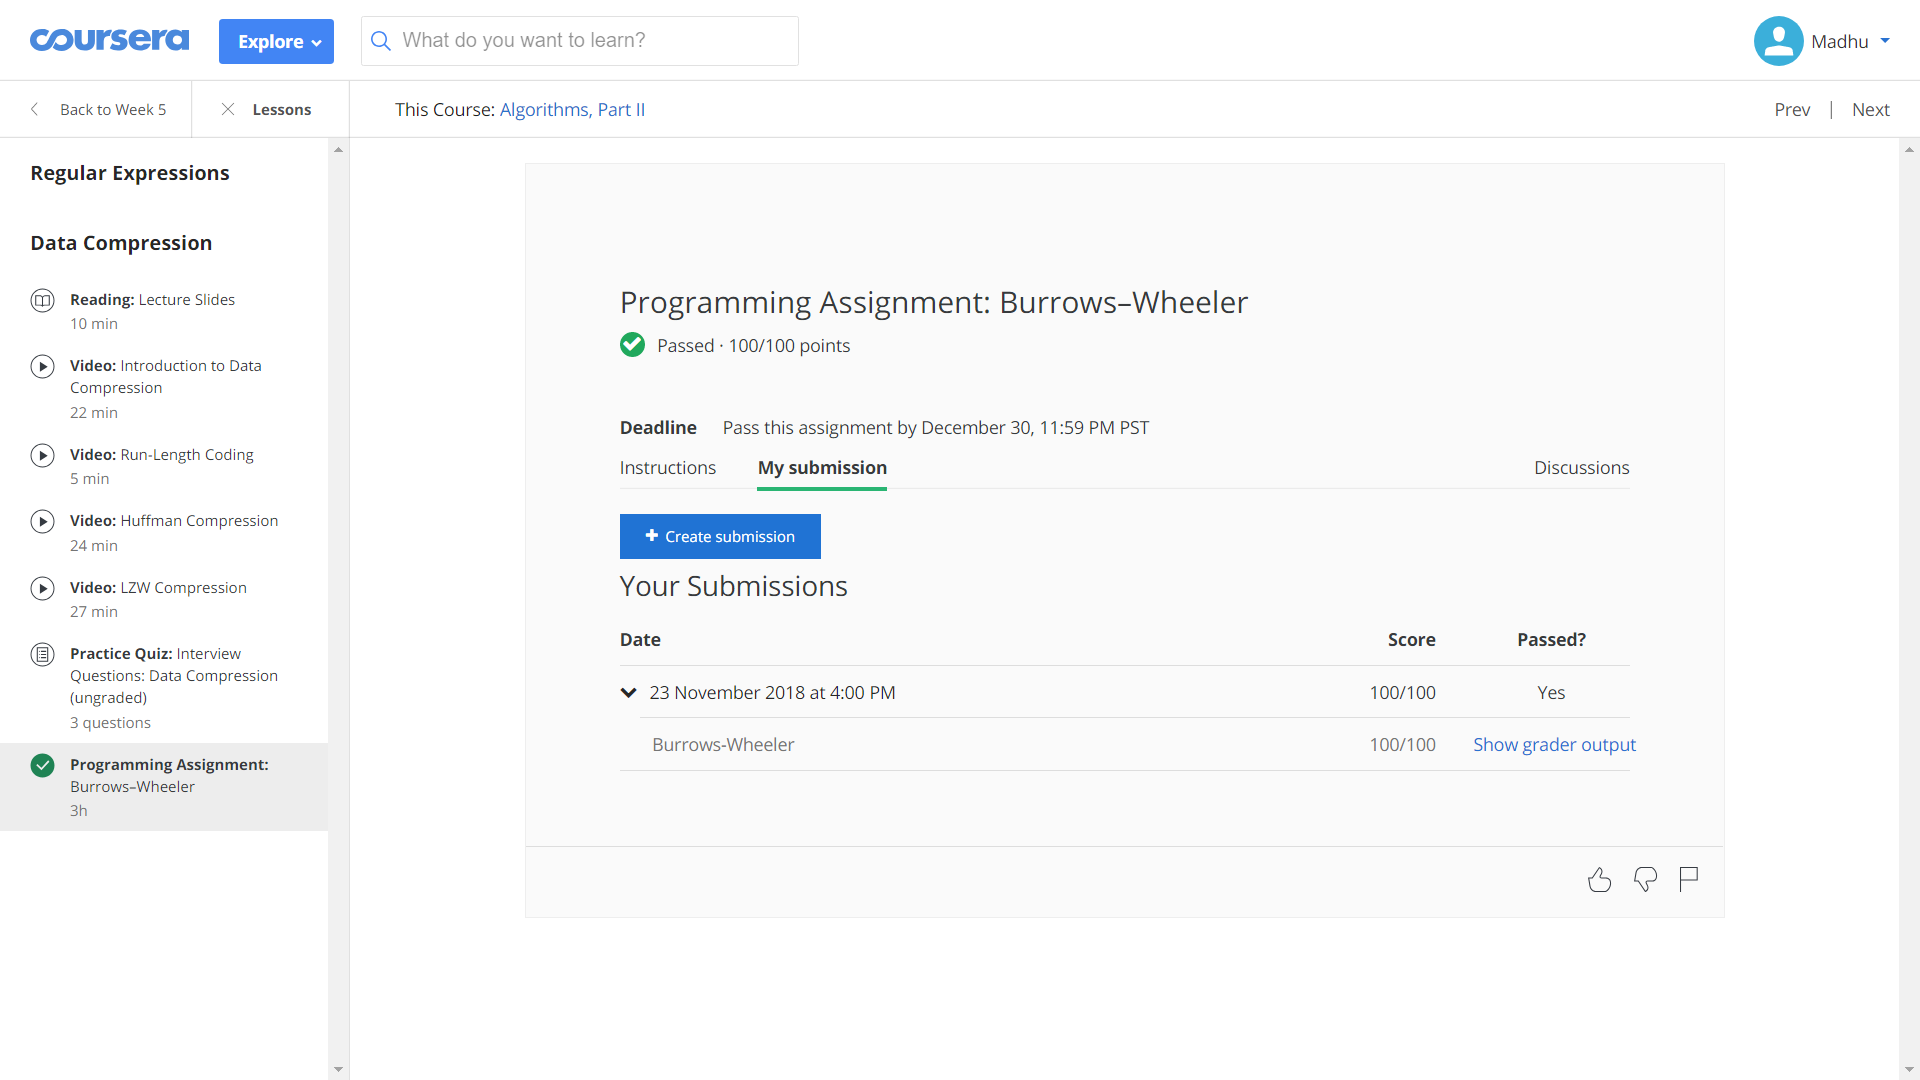 coursera
Explore
What do you want to learn?
Madhu
Back to Week 5
Lessons
This Course: Algorithms, Part II
Prev | Next
Regular Expressions
Data Compression
Reading: Lecture Slides
10 min
Video: Introduction to Data
Compression
22 min
Video: Run-Length Coding
5 min
Video: Huffman Compression
24 min
Video: LZW Compression
27 min
Practice Quiz: Interview
Questions: Data Compression
(ungraded)
3 questions
Programming Assignment:
Burrows–Wheeler
3h
Programming Assignment: Burrows–Wheeler
Passed · 100/100 points
Deadline Pass this assignment by December 30, 11:59 PM PST
Instructions My submission Discussions
+ Create submission
Your Submissions
Date Score Passed?
23 November 2018 at 4:00 PM 100/100 Yes
Burrows-Wheeler 100/100 Show grader output